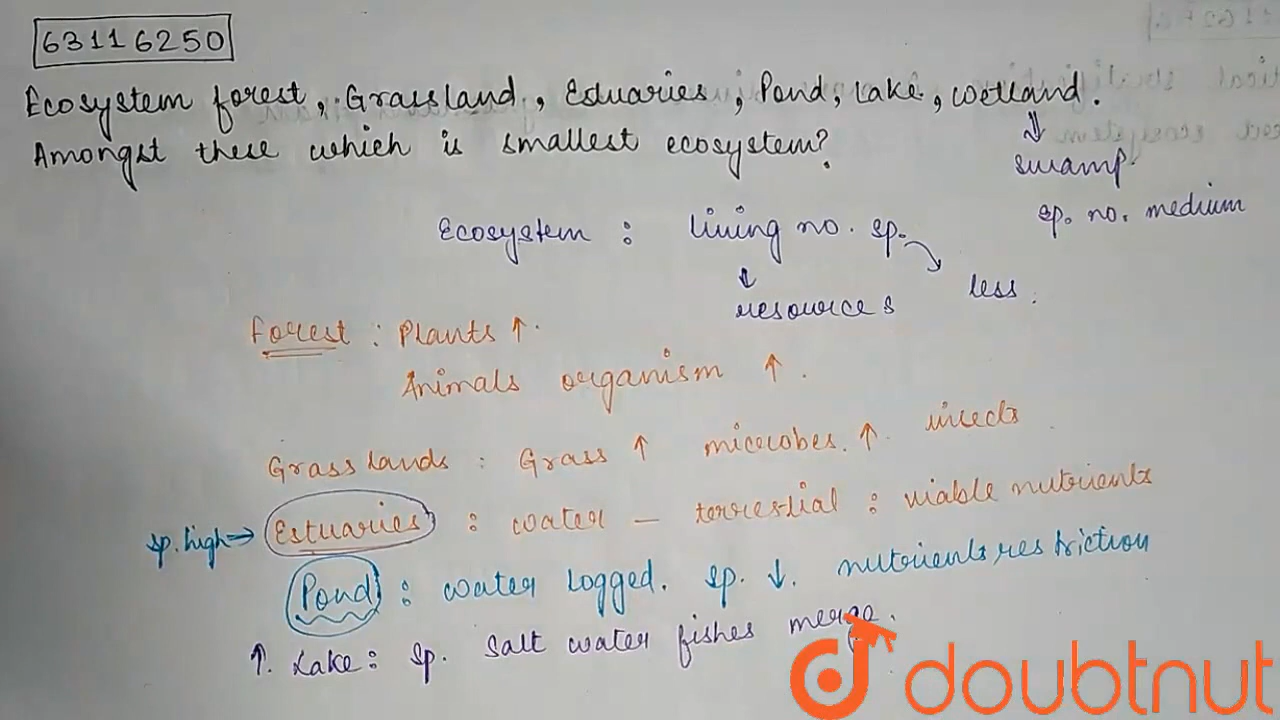 63116250
Ecosystem forest, Grassland, Estuaries, Pond, Lake, Wetland.
Amongst these which is smallest ecosystem?
swamp
sp. no. medium
Ecosystem : living no. sp.
resources less.
Forest : Plants ↑.
Animals organism ↑.
Grasslands : Grass ↑ microbes. ↑. insects
sp. high → Estuaries : water – terrestial : viable nutrients
Pond : water logged. sp. ↓. nutrients, restriction
↑. Lake : sp. salt water fishes merge.
doubtnut